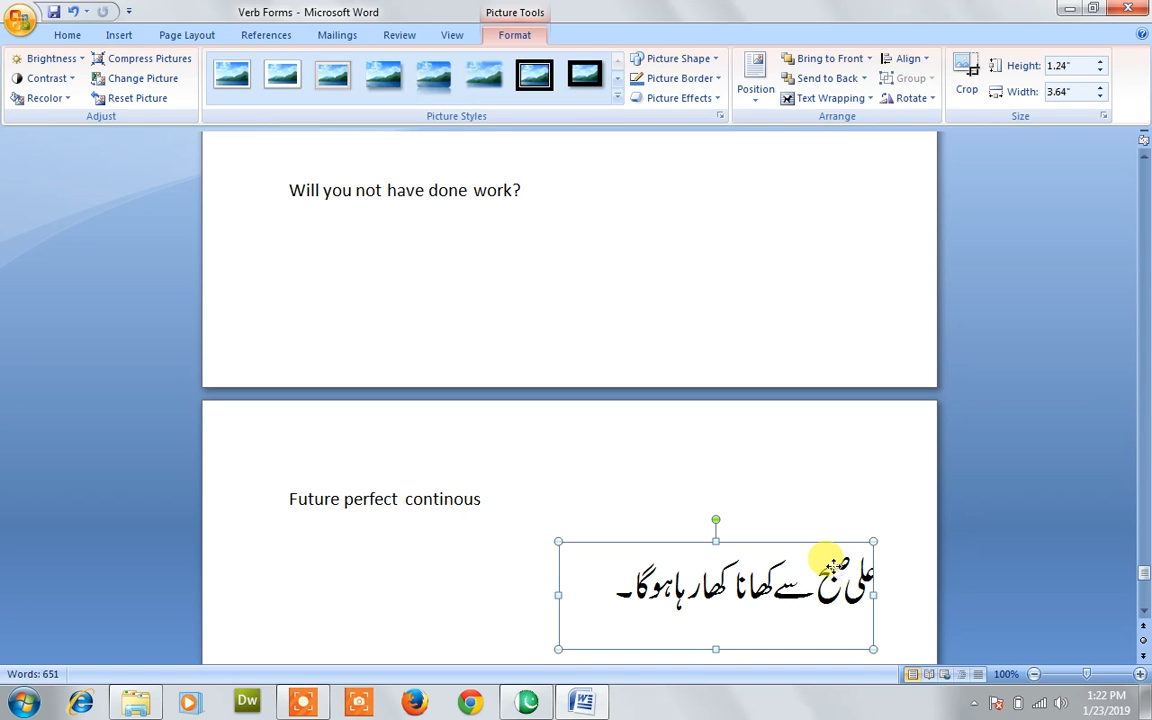 Verb Forms - Microsoft Word
Picture Tools
Home
Insert
Page Layout
References
Mailings
Review
View
Format
Brightness
Compress Pictures
Contrast
Change Picture
Recolor
Reset Picture
Adjust
Picture Shape
Picture Border
Picture Effects
Picture Styles
Position
Bring to Front
Send to Back
Text Wrapping
Align
Group
Rotate
Arrange
Crop
Height: 1.24"
Width: 3.64"
Size
Will you not have done work?
Future perfect continous
علی صبح سے کھانا کھا رہا ہو گا۔
Words: 651
100%
Dw
1:22 PM
1/23/2019